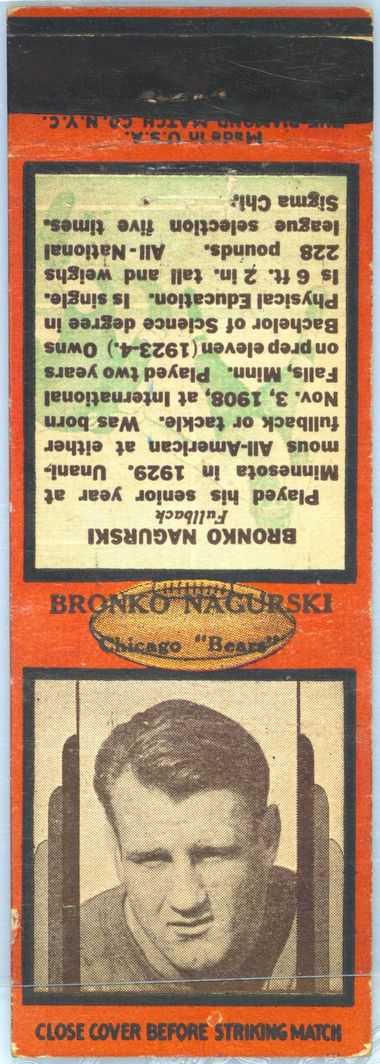 BRONKO NAGURSKI
Fullback
Played his senior year at
Minnesota in 1929. Unani-
mous All-American at either
fullback or tackle. Was born
Nov. 3, 1908, at International
Falls, Minn. Played two years
on prep eleven (1923-4.) Owns
Bachelor of Science degree in
Physical Education. Is single.
Is 6 ft. 2 in. tall and weighs
228 pounds. All-National
league selection five times.
Sigma Chi.
Made in U.S.A.
THE DIAMOND MATCH CO. N.Y.C.
BRONKO NAGURSKI
Chicago "Bears"
CLOSE COVER BEFORE STRIKING MATCH